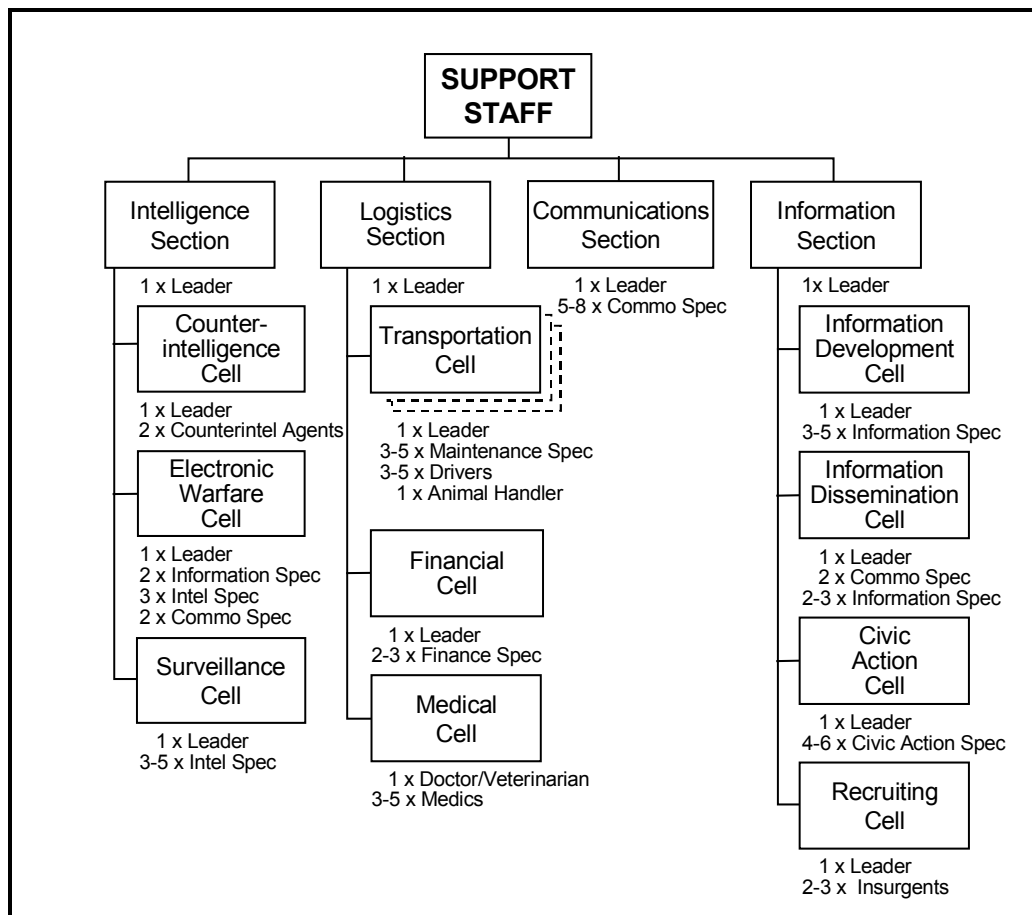 SUPPORT
STAFF
Intelligence
Section
1 x Leader
Counter-
intelligence
Cell
1 x Leader
2 x Counterintel Agents
Electronic
Warfare
Cell
1 x Leader
2 x Information Spec
3 x Intel Spec
2 x Commo Spec
Surveillance
Cell
1 x Leader
3-5 x Intel Spec
Logistics
Section
1 x Leader
Transportation
Cell
1 x Leader
3-5 x Maintenance Spec
3-5 x Drivers
1 x Animal Handler
Financial
Cell
1 x Leader
2-3 x Finance Spec
Medical
Cell
1 x Doctor/Veterinarian
3-5 x Medics
Communications
Section
1 x Leader
5-8 x Commo Spec
Information
Section
1x Leader
Information
Development
Cell
1 x Leader
3-5 x Information Spec
Information
Dissemination
Cell
1 x Leader
2 x Commo Spec
2-3 x Information Spec
Civic
Action
Cell
1 x Leader
4-6 x Civic Action Spec
Recruiting
Cell
1 x Leader
2-3 x Insurgents